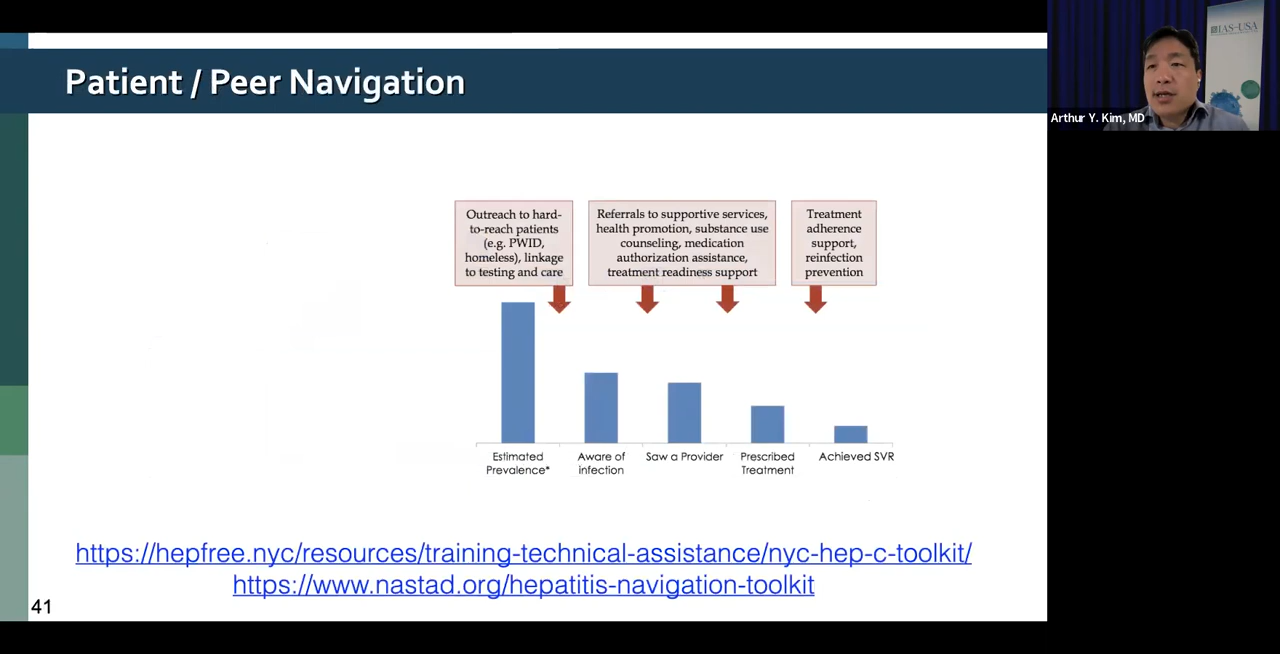 Patient / Peer Navigation
IAS–USA
Arthur Y. Kim, MD
Outreach to hard-
to-reach patients
(e.g. PWID,
homeless), linkage
to testing and care
Referrals to supportive services,
health promotion, substance use
counseling, medication
authorization assistance,
treatment readiness support
Treatment
adherence
support,
reinfection
prevention
Estimated
Prevalence*
Aware of
infection
Saw a Provider
Prescribed
Treatment
Achieved SVR
https://hepfree.nyc/resources/training-technical-assistance/nyc-hep-c-toolkit/
https://www.nastad.org/hepatitis-navigation-toolkit
41